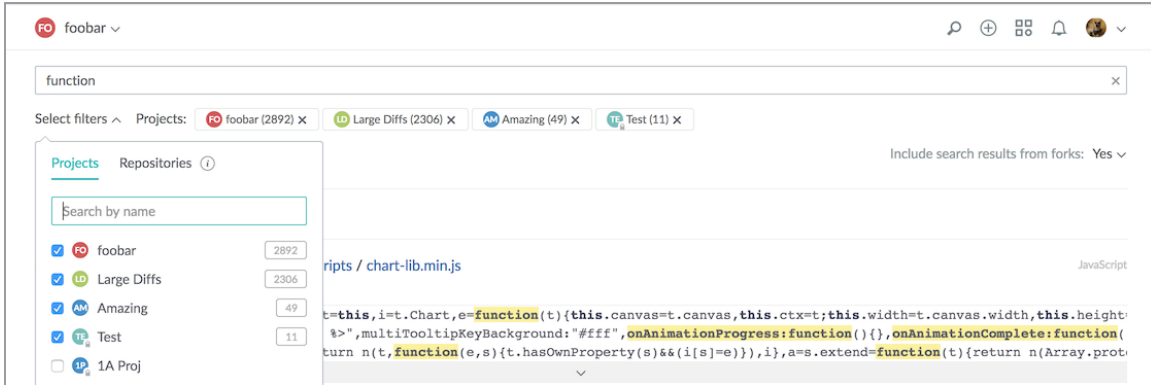 FO foobar
function
Select filters Projects: FO foobar (2892) × LD Large Diffs (2306) × AM Amazing (49) × TE Test (11) ×
Include search results from forks: Yes
Projects Repositories i
Search by name
FO foobar 2892
LD Large Diffs 2306
AM Amazing 49
TE Test 11
1P 1A Proj
ripts / chart-lib.min.js JavaScript
t=this,i=t.Chart,e=function(t){this.canvas=t.canvas,this.ctx=t;this.width=t.canvas.width,this.height=
%>",multiTooltipKeyBackground:"#fff",onAnimationProgress:function(){},onAnimationComplete:function(
turn n(t,function(e,s){t.hasOwnProperty(s)&&(i[s]=e)}),i},a=s.extend=function(t){return n(Array.proto